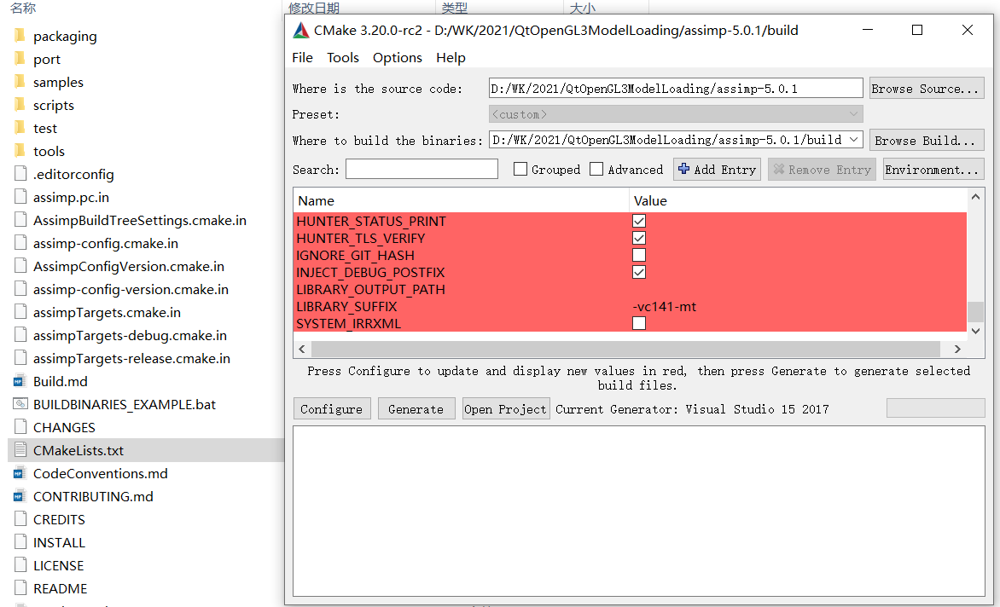 名称
修改日期
类型
大小
packaging
port
samples
scripts
test
tools
.editorconfig
assimp.pc.in
AssimpBuildTreeSettings.cmake.in
assimp-config.cmake.in
AssimpConfigVersion.cmake.in
assimp-config-version.cmake.in
assimpTargets.cmake.in
assimpTargets-debug.cmake.in
assimpTargets-release.cmake.in
Build.md
BUILDBINARIES_EXAMPLE.bat
CHANGES
CMakeLists.txt
CodeConventions.md
CONTRIBUTING.md
CREDITS
INSTALL
LICENSE
README
CMake 3.20.0-rc2 - D:/WK/2021/QtOpenGL3ModelLoading/assimp-5.0.1/build
File Tools Options Help
Where is the source code: D:/WK/2021/QtOpenGL3ModelLoading/assimp-5.0.1 Browse Source...
Preset: <custom>
Where to build the binaries: D:/WK/2021/QtOpenGL3ModelLoading/assimp-5.0.1/build Browse Build...
Search: Grouped Advanced Add Entry Remove Entry Environment...
Name Value
HUNTER_STATUS_PRINT
HUNTER_TLS_VERIFY
IGNORE_GIT_HASH
INJECT_DEBUG_POSTFIX
LIBRARY_OUTPUT_PATH
LIBRARY_SUFFIX -vc141-mt
SYSTEM_IRRXML
Press Configure to update and display new values in red, then press Generate to generate selected
build files.
Configure Generate Open Project Current Generator: Visual Studio 15 2017